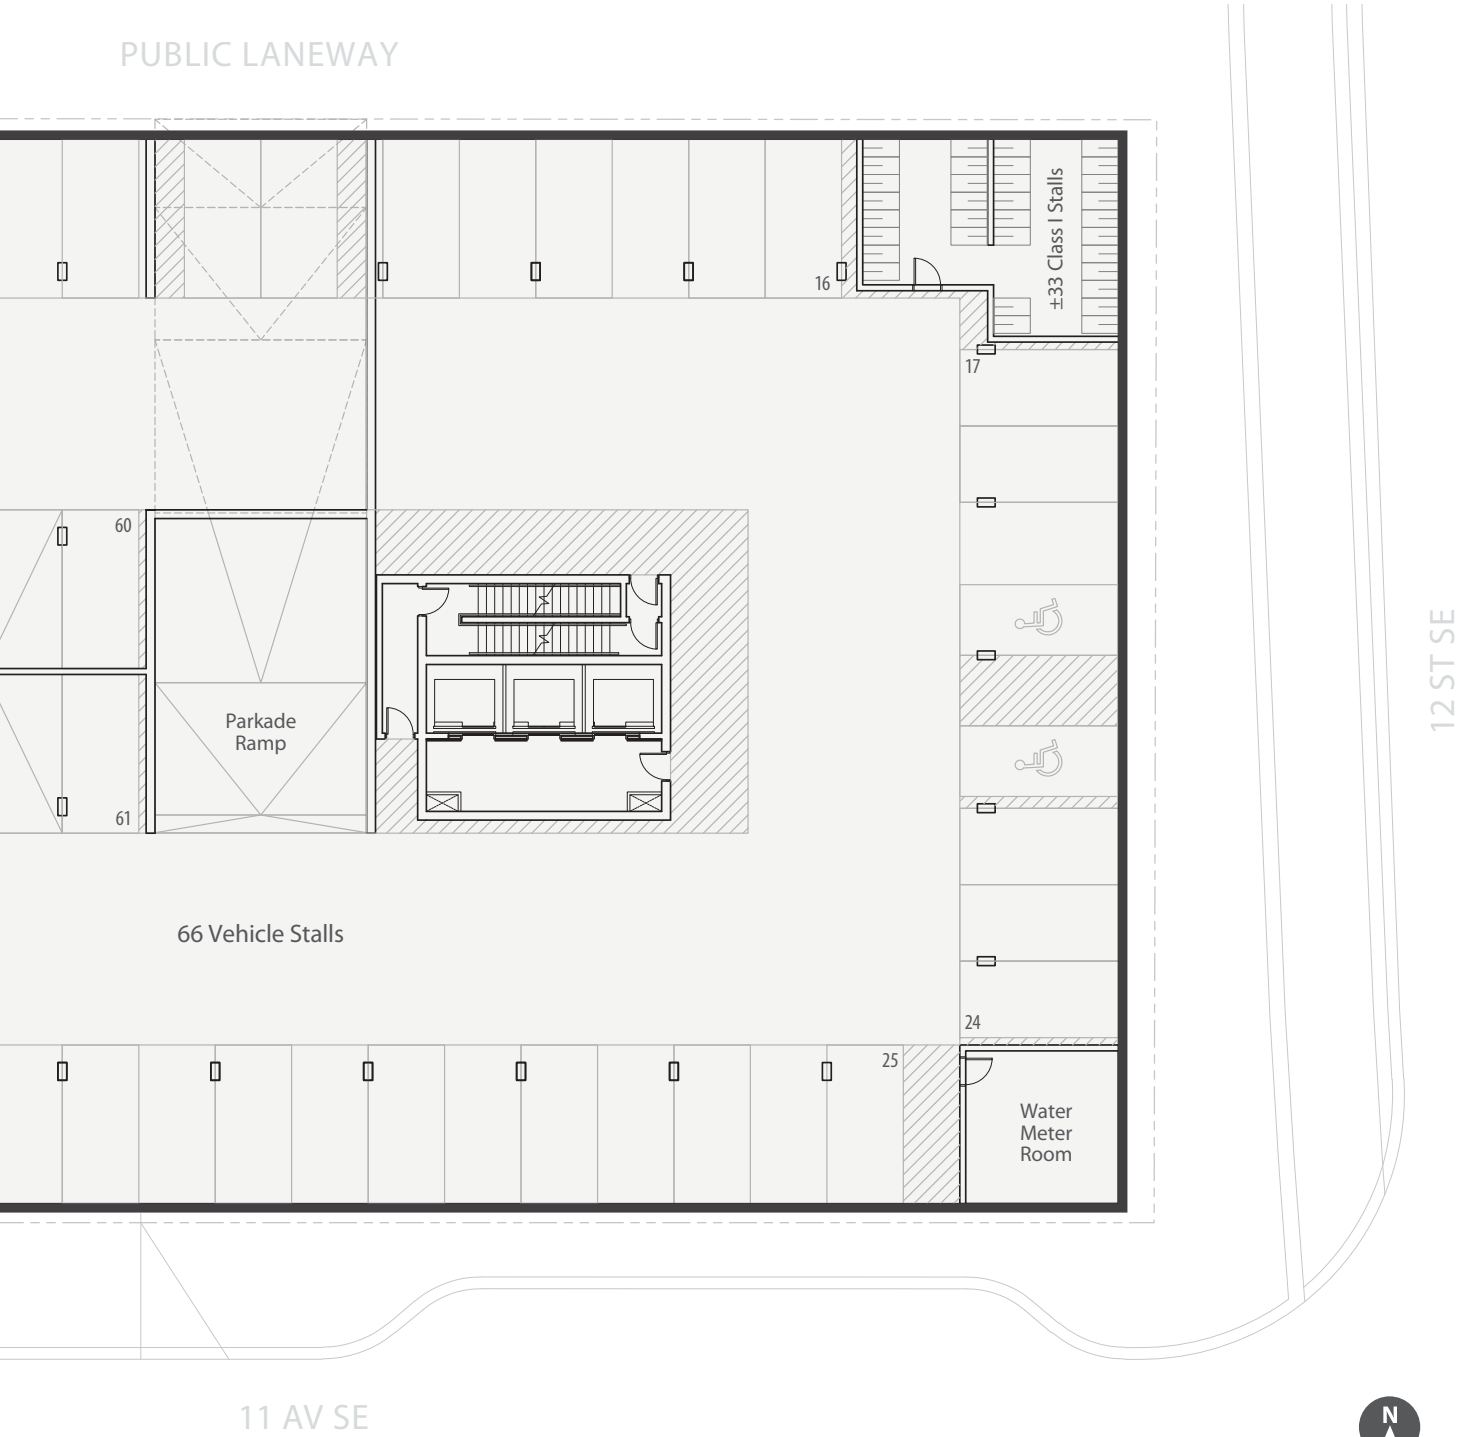 PUBLIC LANEWAY
±33 Class I Stalls
16
17
60
12 ST SE
Parkade
Ramp
61
66 Vehicle Stalls
24
25
Water
Meter
Room
11 AV SE
N